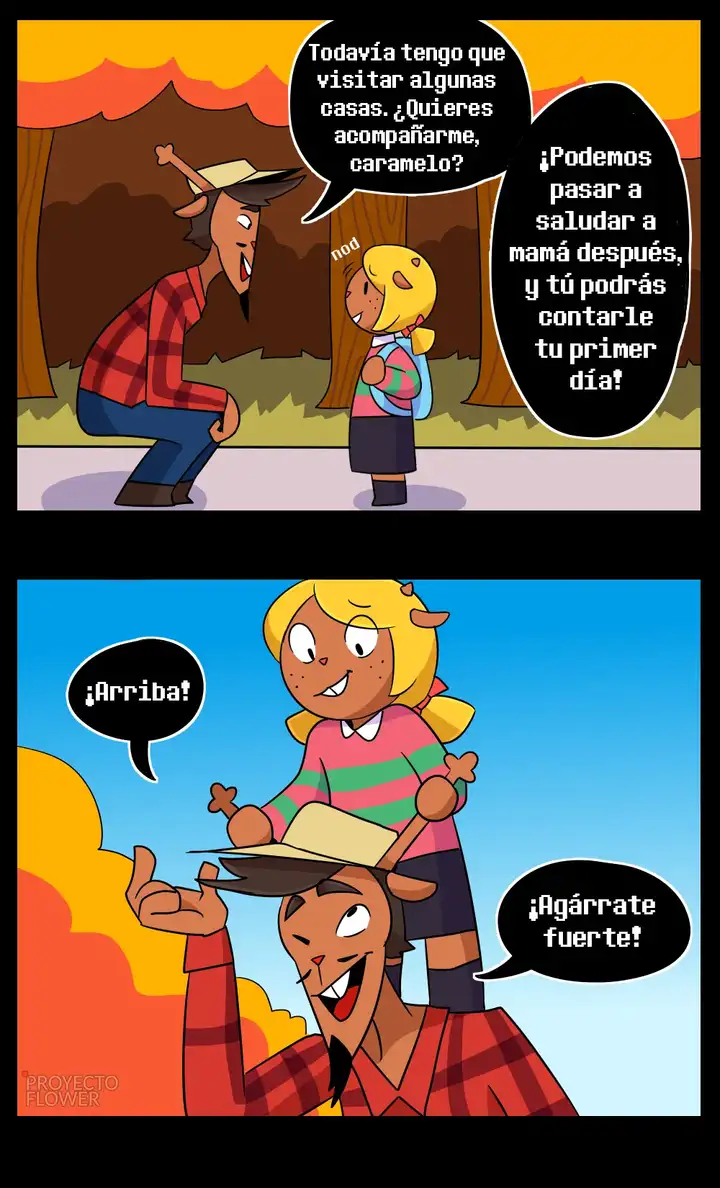 Todavía tengo que
visitar algunas
casas. ¿Quieres
acompañarme,
caramelo?
¡Podemos
pasar a
saludar a
mamá después,
y tú podrás
contarle
tu primer
día!
nod
¡Arriba!
¡Agárrate
fuerte!
PROYECTO
FLOWER